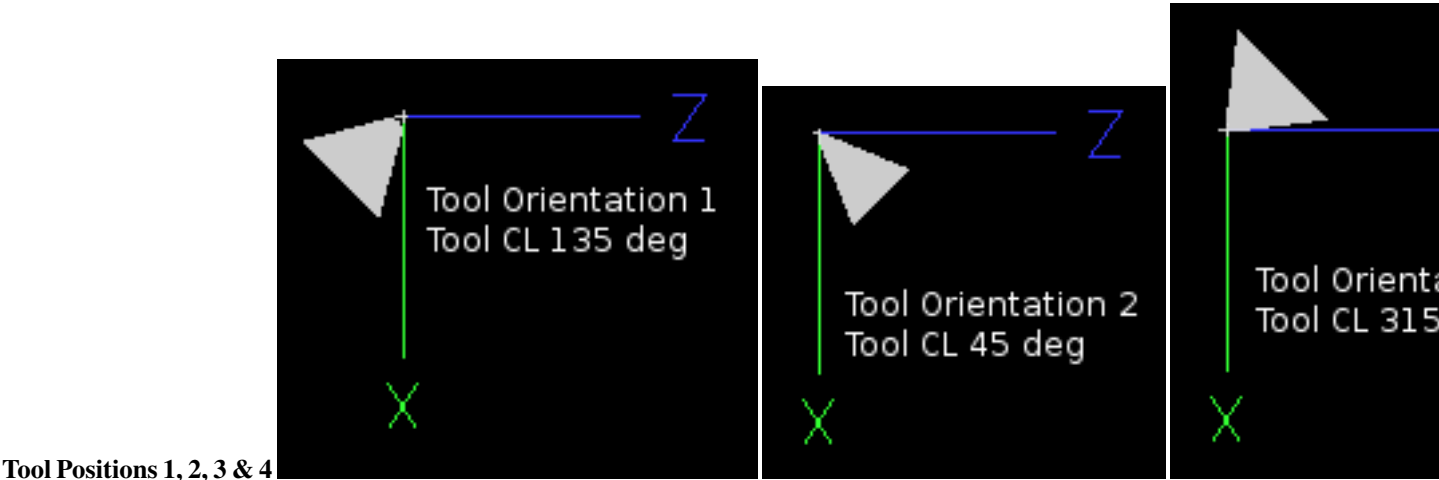 Z
Tool Orientation 1
Tool CL 135 deg
X
Z
Tool Orientation 2
Tool CL 45 deg
X
Tool
Tool CL 315
X
Tool Positions 1, 2, 3 & 4